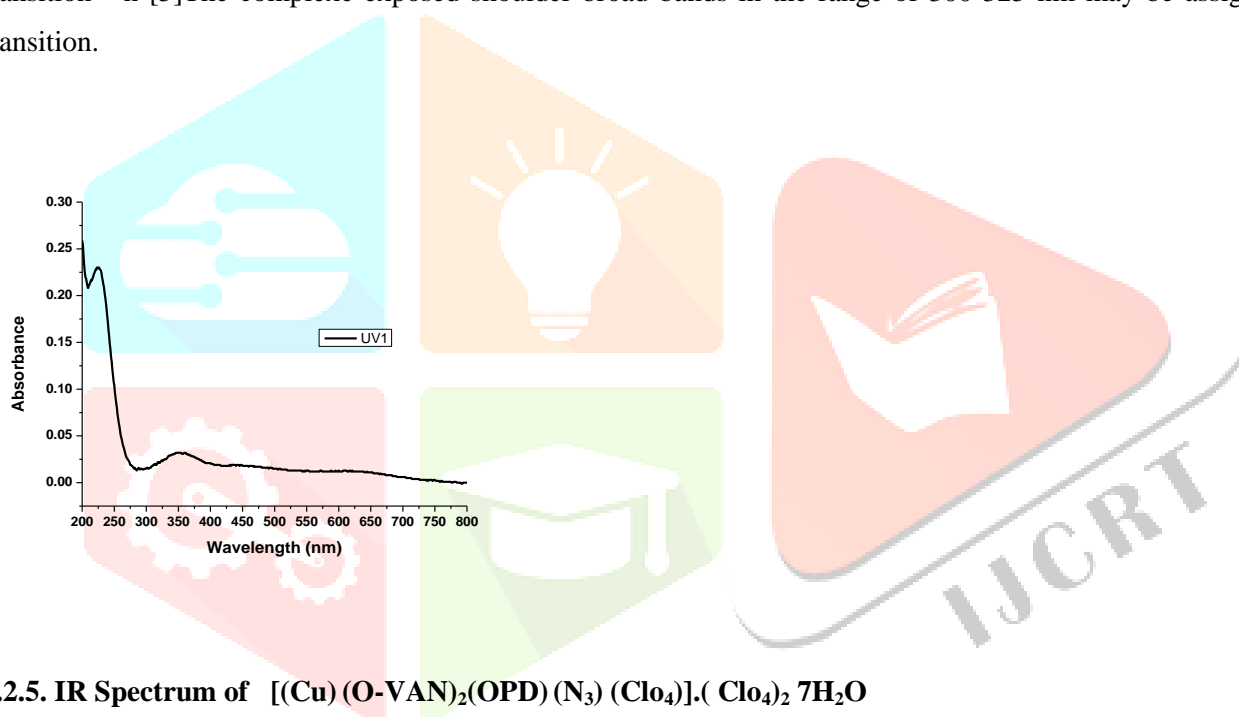 n [5]The complexe exposed shoulder broad bands in the range of 300-325 nm may be assig
ansition.
0.30
0.25
0.20
0.15
0.10
0.05
0.00
Absorbance
UV1
200 250 300 350 400 450 500 550 600 650 700 750 800
Wavelength (nm)
IJCRT
.2.5. IR Spectrum of [(Cu) (O-VAN)₂(OPD) (N₃) (Clo₄)].( Clo₄)₂ 7H₂O